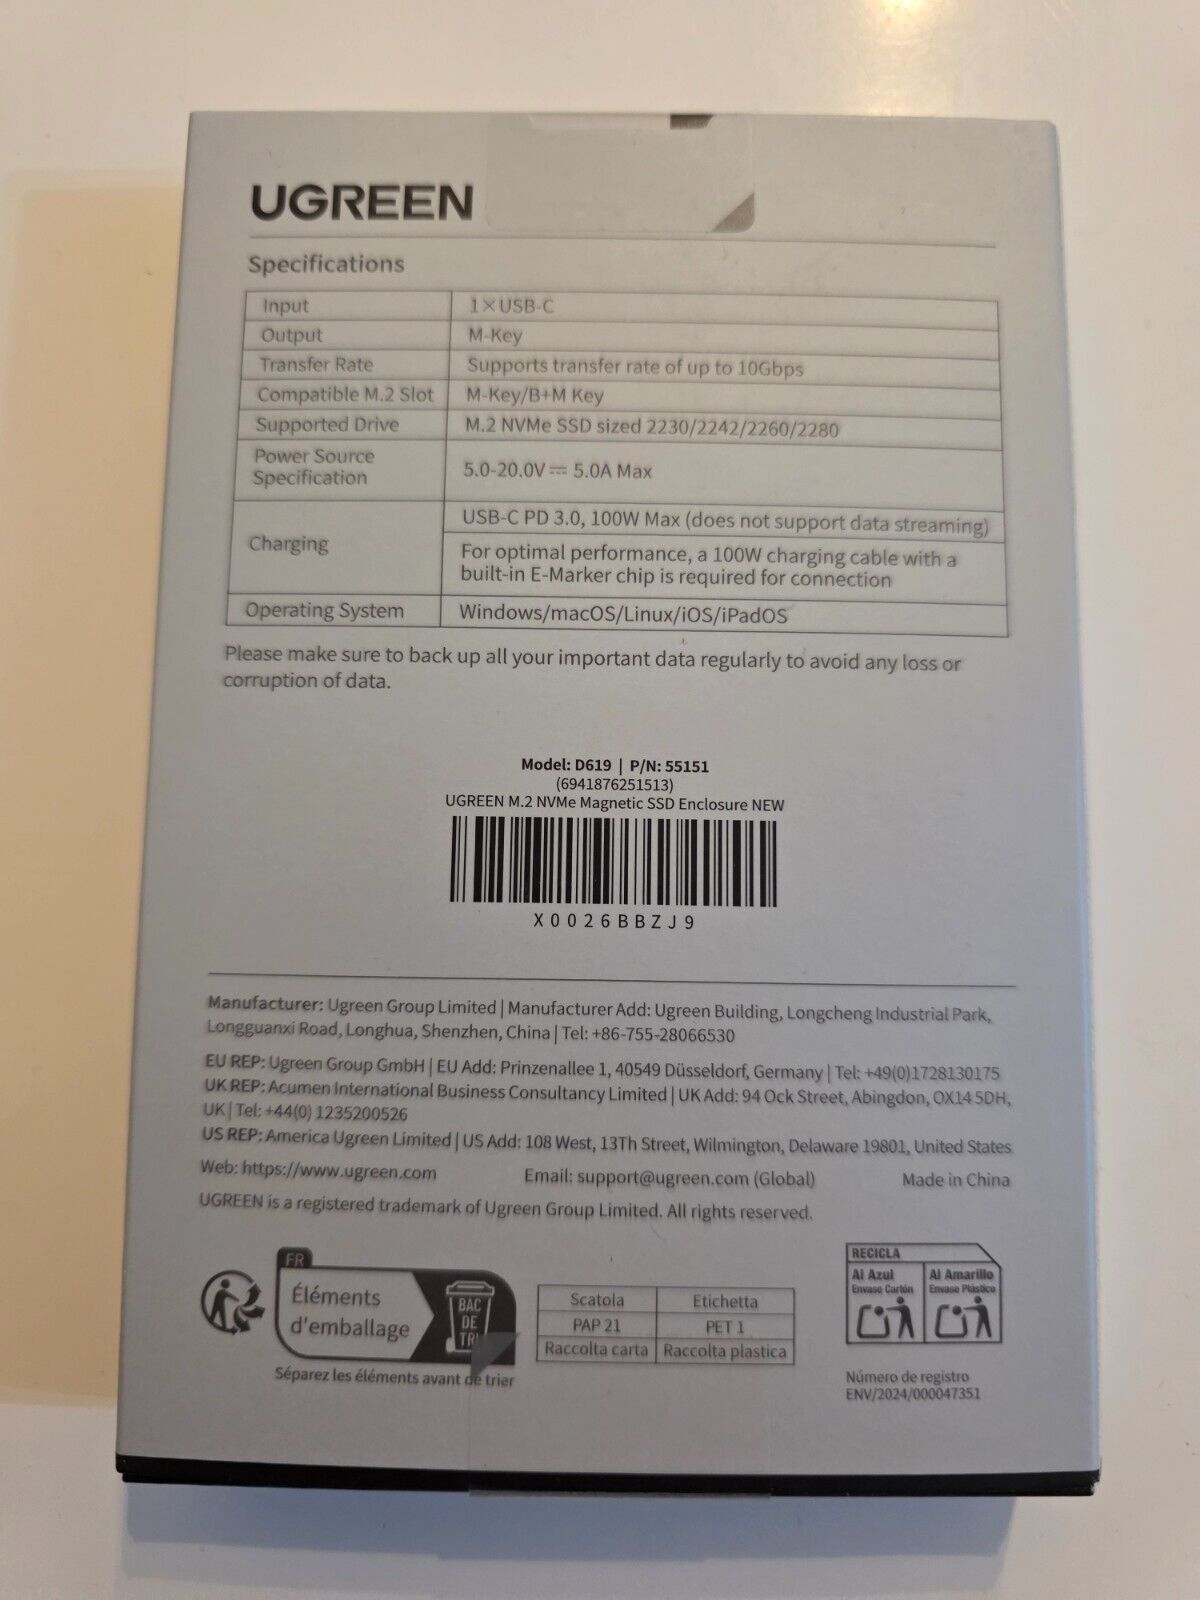 UGREEN
Specifications
Input 1×USB-C
Output M-Key
Transfer Rate Supports transfer rate of up to 10Gbps
Compatible M.2 Slot M-Key/B+M Key
Supported Drive M.2 NVMe SSD sized 2230/2242/2260/2280
Power Source
Specification 5.0-20.0V⎓ 5.0A Max
Charging USB-C PD 3.0, 100W Max (does not support data streaming)
For optimal performance, a 100W charging cable with a
built-in E-Marker chip is required for connection
Operating System Windows/macOS/Linux/iOS/iPadOS
Please make sure to back up all your important data regularly to avoid any loss or
corruption of data.
Model: D619 | P/N: 55151
(6941876251513)
UGREEN M.2 NVMe Magnetic SSD Enclosure NEW
X0026BBZJ9
Manufacturer: Ugreen Group Limited | Manufacturer Add: Ugreen Building, Longcheng Industrial Park,
Longguanxi Road, Longhua, Shenzhen, China | Tel: +86-755-28066530
EU REP: Ugreen Group GmbH | EU Add: Prinzenallee 1, 40549 Düsseldorf, Germany | Tel: +49(0)1728130175
UK REP: Acumen International Business Consultancy Limited | UK Add: 94 Ock Street, Abingdon, OX14 5DH,
UK | Tel: +44(0) 1235200526
US REP: America Ugreen Limited | US Add: 108 West, 13Th Street, Wilmington, Delaware 19801, United States
Web: https://www.ugreen.com Email: support@ugreen.com (Global) Made in China
UGREEN is a registered trademark of Ugreen Group Limited. All rights reserved.
FR
Éléments
d'emballage
BAC
DE
TRI
Séparez les éléments avant de trier
Scatola Etichetta
PAP 21 PET 1
Raccolta carta Raccolta plastica
RECICLA
Al Azul Al Amarillo
Envase Cartón Envase Plástico
Número de registro
ENV/2024/000047351